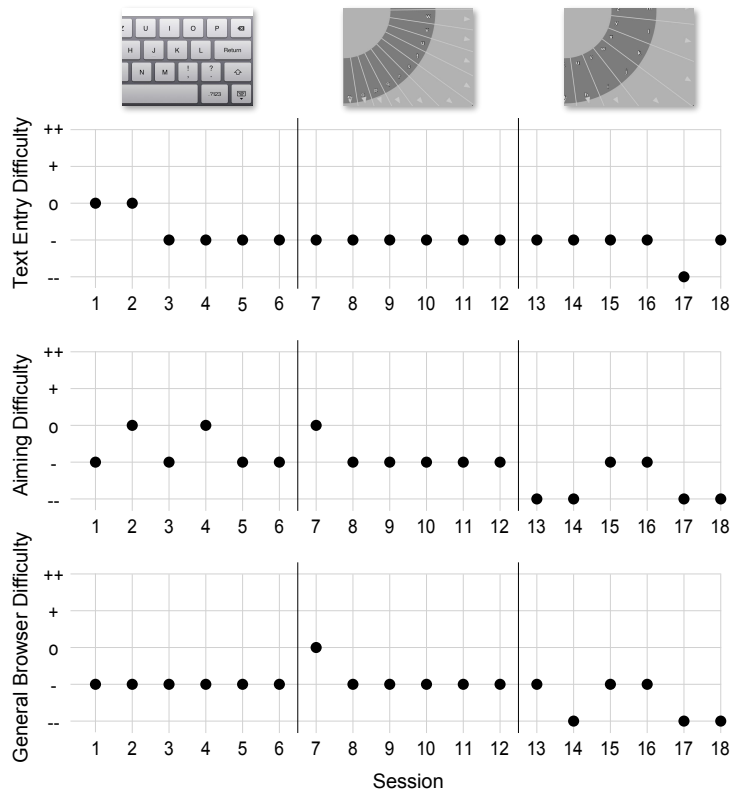 Z U I O P
H J K L Return
N M ! , ? .
.?123
Text Entry Difficulty
++
+
o
-
--
1 2 3 4 5 6 7 8 9 10 11 12 13 14 15 16 17 18
Aiming Difficulty
++
+
o
-
--
1 2 3 4 5 6 7 8 9 10 11 12 13 14 15 16 17 18
General Browser Difficulty
++
+
o
-
--
1 2 3 4 5 6 7 8 9 10 11 12 13 14 15 16 17 18
Session